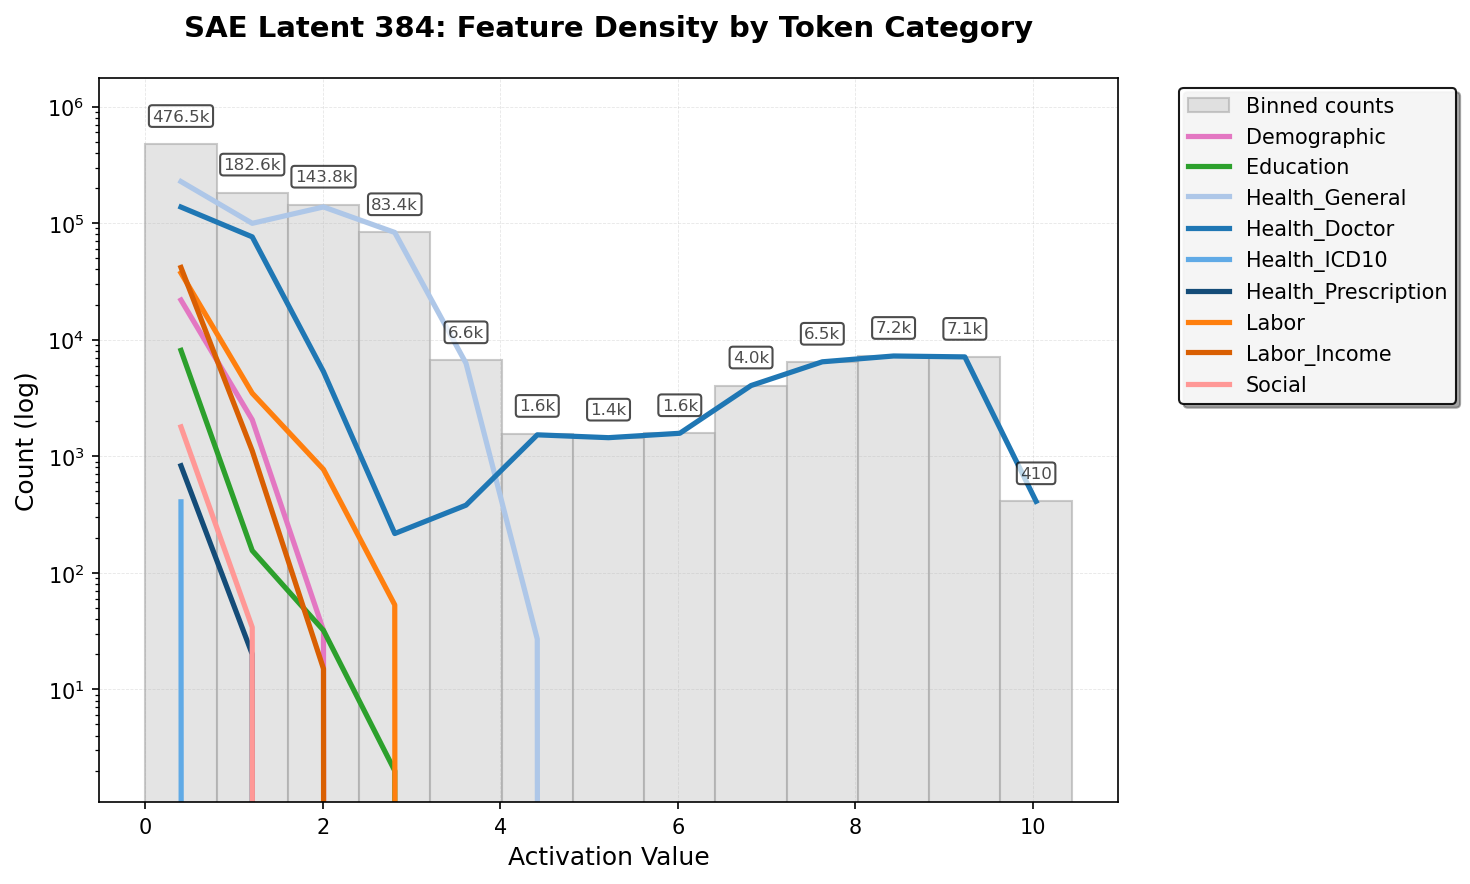 SAE Latent 384: Feature Density by Token Category
10⁶
10⁵
10⁴
10³
10²
10¹
Count (log)
476.5k
182.6k
143.8k
83.4k
6.6k
1.6k
1.4k
1.6k
4.0k
6.5k
7.2k
7.1k
410
0
2
4
6
8
10
Activation Value
Binned counts
Demographic
Education
Health_General
Health_Doctor
Health_ICD10
Health_Prescription
Labor
Labor_Income
Social